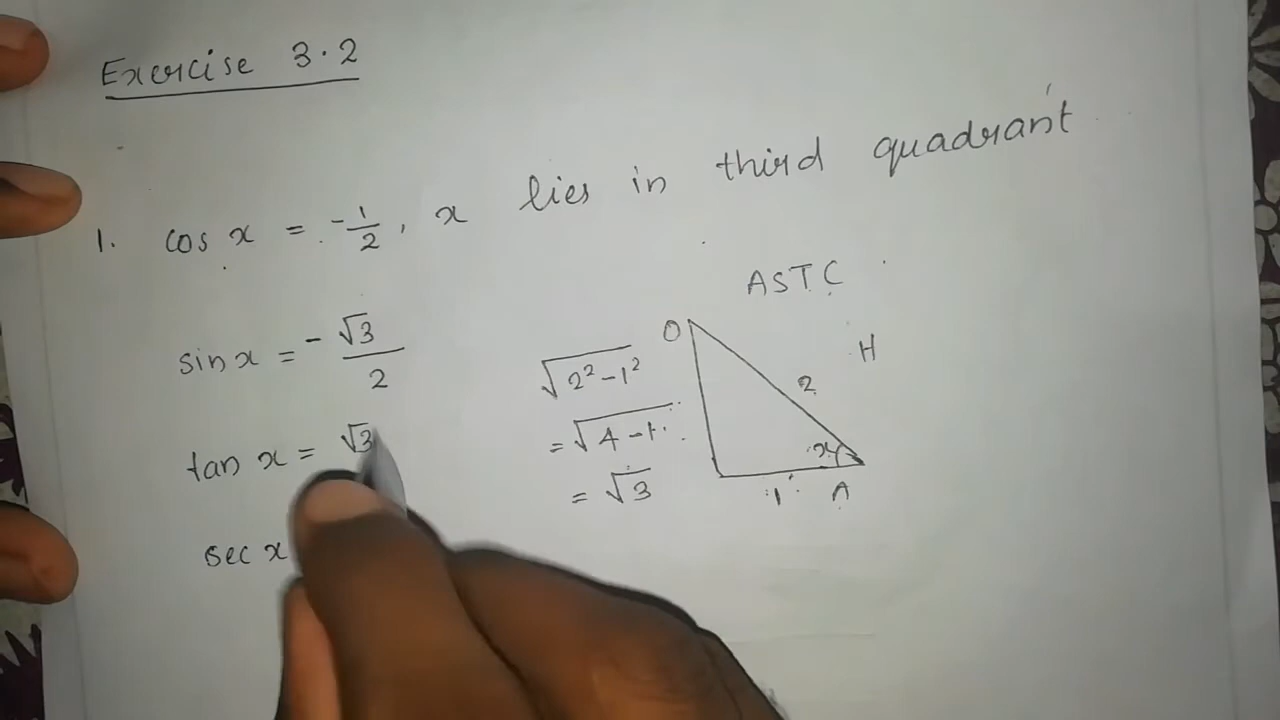 Exercise 3.2
1. cos x = -1/2, x lies in third quadrant
ASTC
sin x = -√3/2
tan x = √3
sec x
√2²-1²
= √4-1
= √3
O
H
2
x
1 A